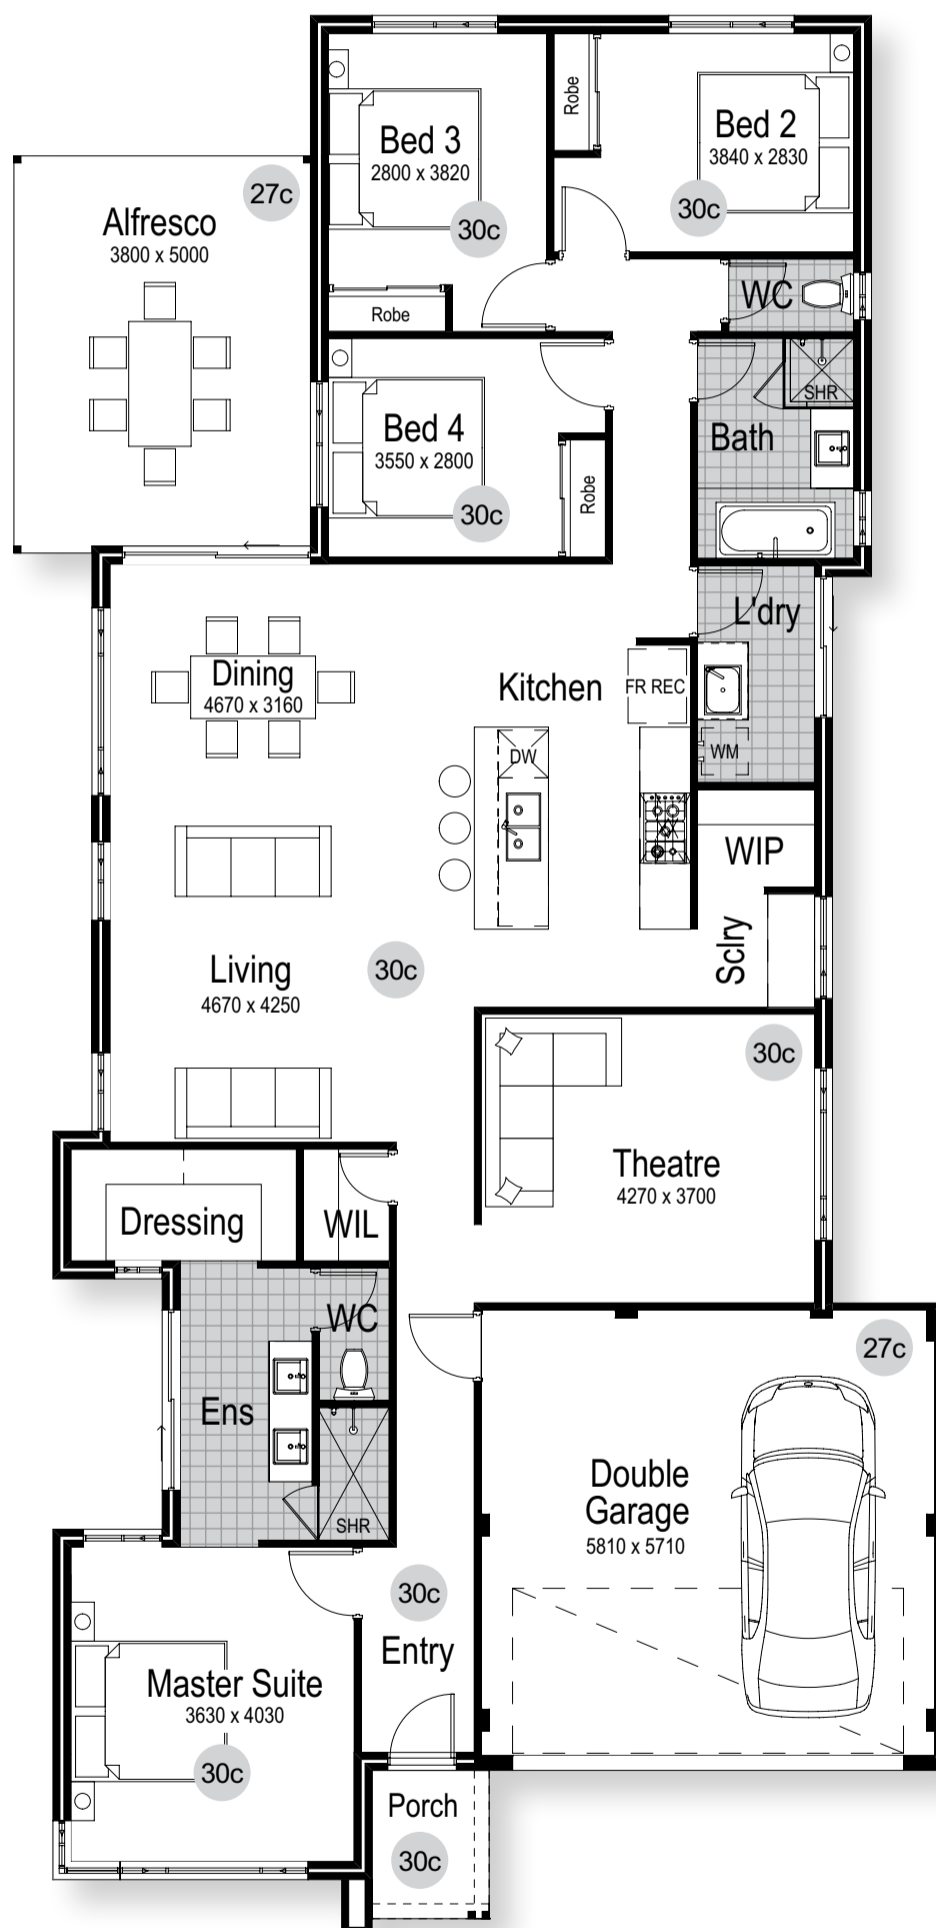 Bed 3
2800 x 3820
30c
Robe
Robe
Bed 2
3840 x 2830
30c
27c
Alfresco
3800 x 5000
WC
Bed 4
3550 x 2800
30c
Robe
SHR
Bath
L'dry
WM
Dining
4670 x 3160
Kitchen
FR REC
DW
WIP
Sclry
Living
4670 x 4250
30c
30c
Theatre
4270 x 3700
Dressing
WIL
WC
Ens
SHR
27c
Double
Garage
5810 x 5710
30c
Entry
Master Suite
3630 x 4030
30c
Porch
30c